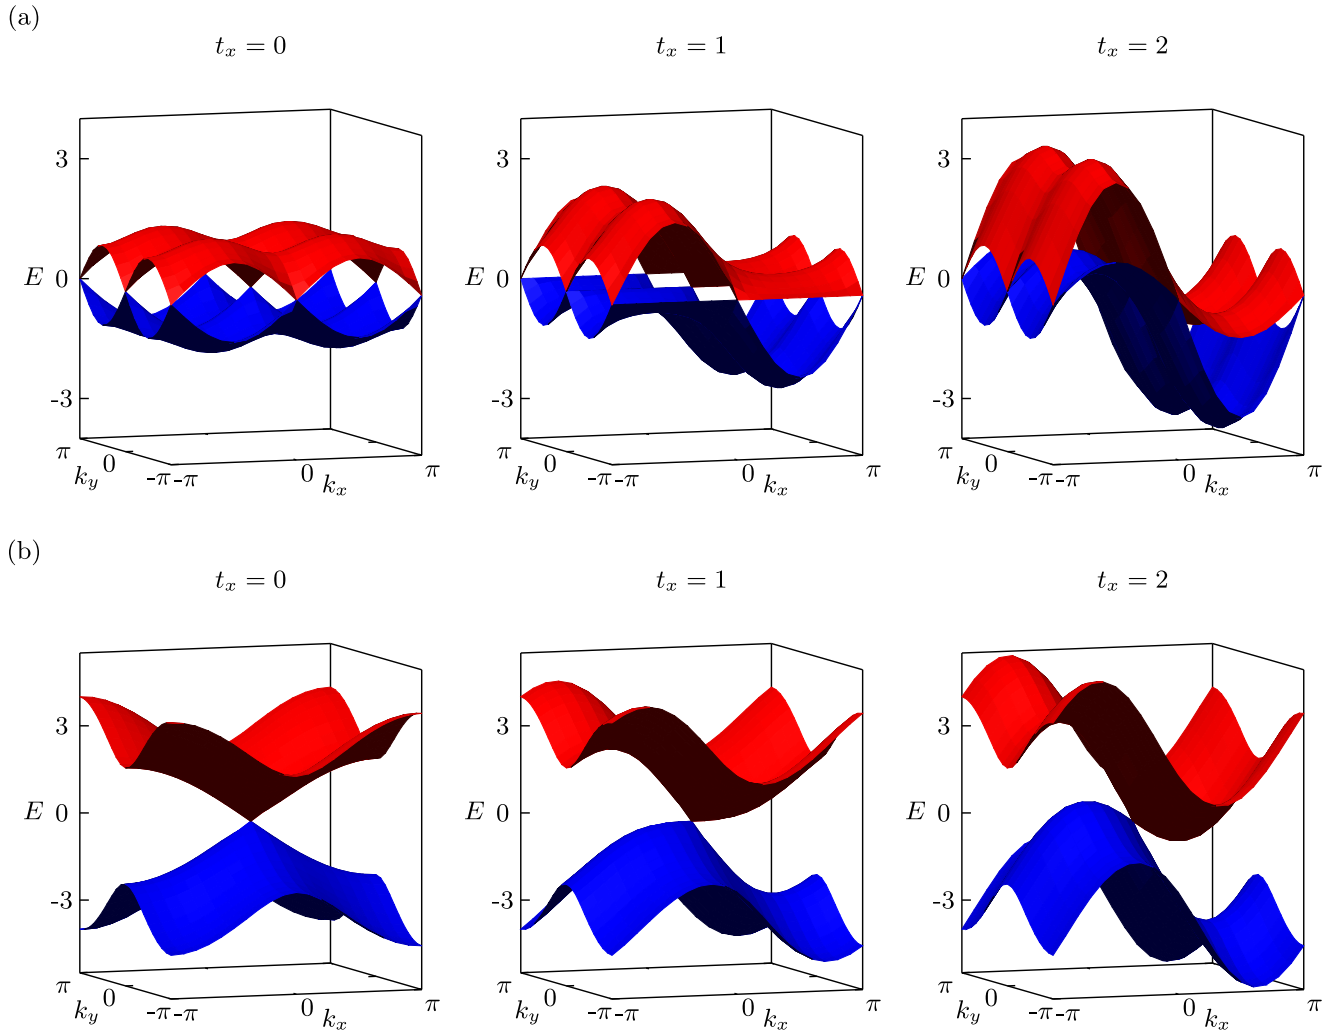 (a)
t_x = 0
t_x = 1
t_x = 2
3
E 0
-3
π
k_y 0
-π -π
0
k_x
π
3
E 0
-3
π
k_y 0
-π -π
0
k_x
π
3
E 0
-3
π
k_y 0
-π -π
0
k_x
π
(b)
t_x = 0
t_x = 1
t_x = 2
3
E 0
-3
π
k_y 0
-π -π
0
k_x
π
3
E 0
-3
π
k_y 0
-π -π
0
k_x
π
3
E 0
-3
π
k_y 0
-π -π
0
k_x
π